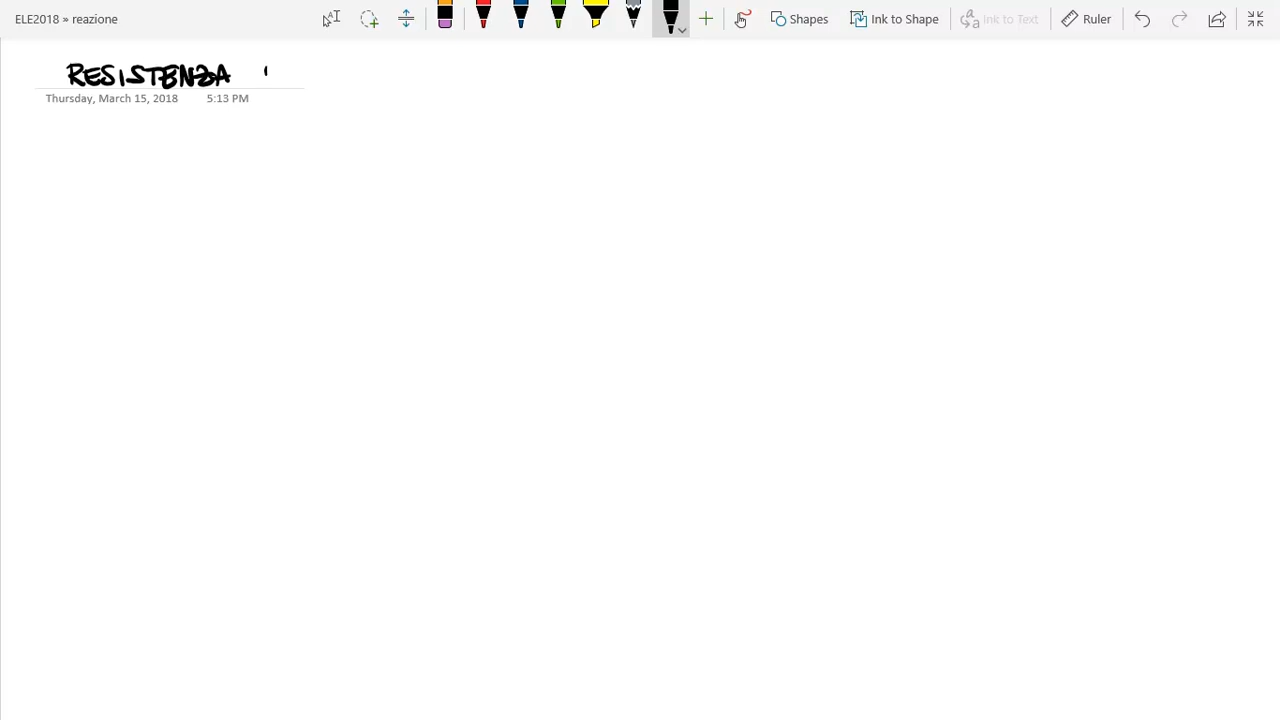 ELE2018 » reazione
Shapes
Ink to Shape
Ink to Text
Ruler
RESISTENZA
Thursday, March 15, 2018 5:13 PM